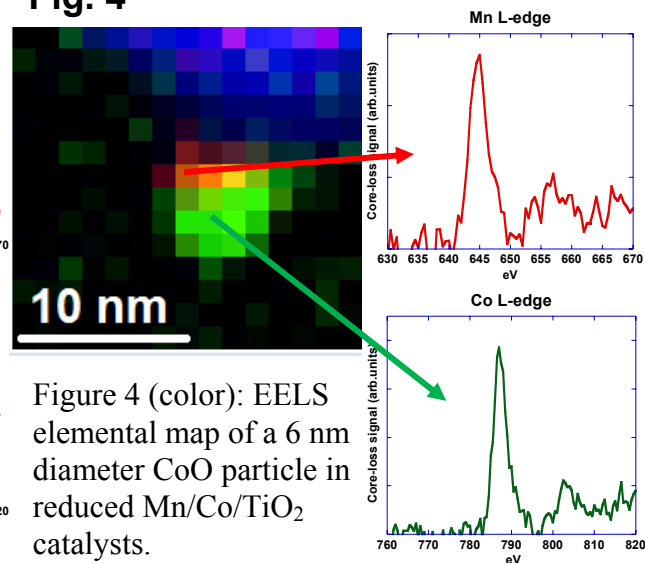 Fig. 4
10 nm
70
20
Figure 4 (color): EELS
elemental map of a 6 nm
diameter CoO particle in
reduced Mn/Co/TiO₂
catalysts.
Mn L-edge
Core-loss signal (arb.units)
630 635 640 645 650 655 660 665 670
eV
Co L-edge
Core-loss signal (arb.units)
760 770 780 790 800 810 820
eV